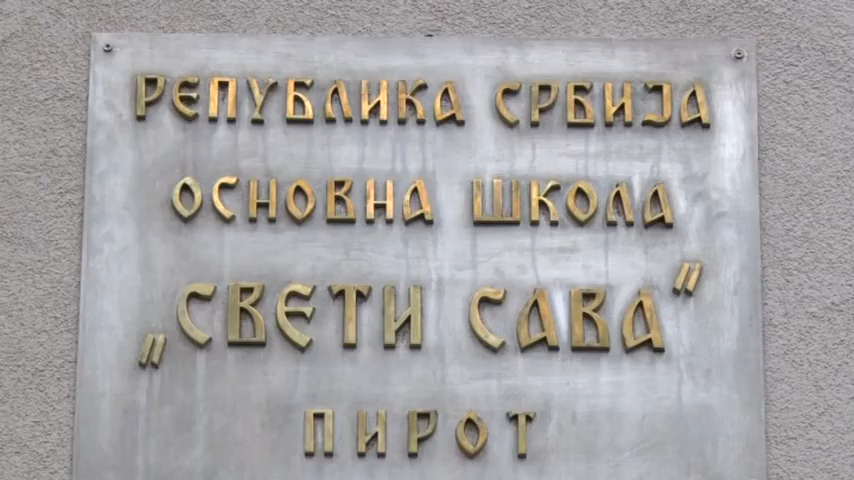 РЕПУБЛИКА СРБИЈА
ОСНОВНА ШКОЛА
„СВЕТИ САВА"
ПИРОТ